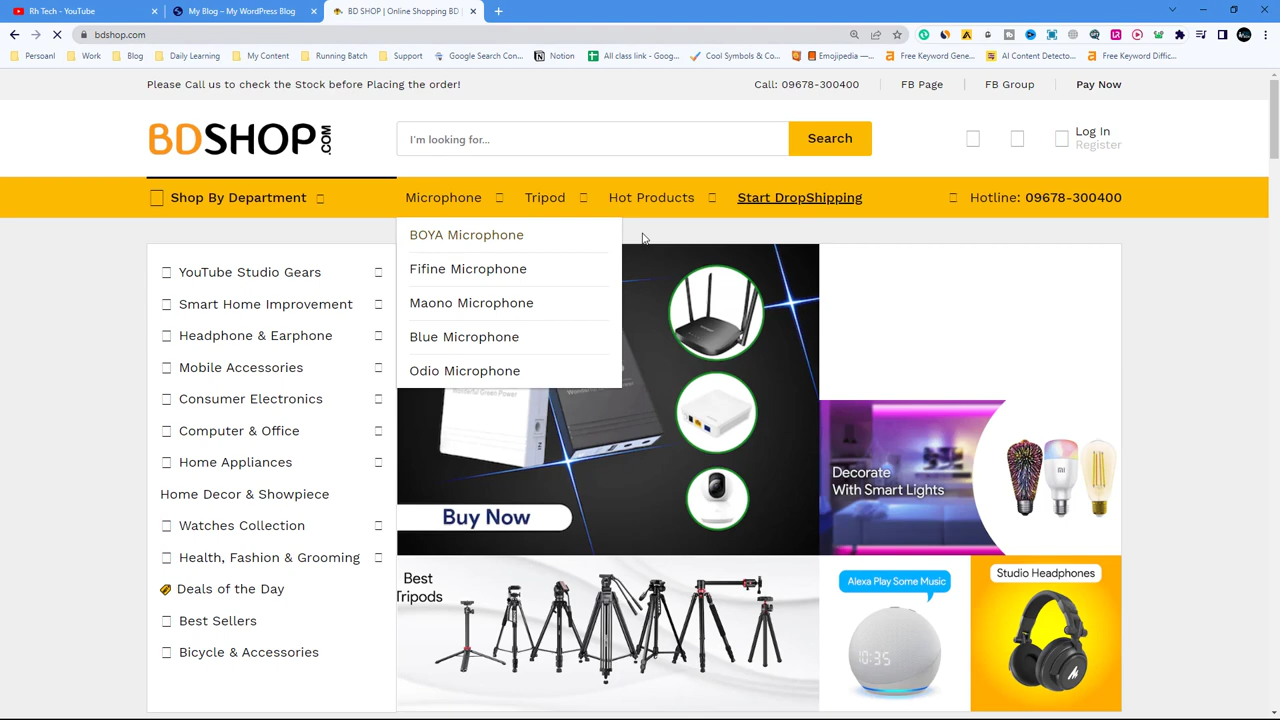 Rh Tech - YouTube
My Blog – My WordPress Blog
BD SHOP | Online Shopping BD |
bdshop.com
Persoanl
Work
Blog
Daily Learning
My Content
Running Batch
Support
Google Search Con...
Notion
All class link - Goog...
Cool Symbols & Co...
Emojipedia —...
Free Keyword Gene...
AI Content Detecto...
Free Keyword Diffic...
Please Call us to check the Stock before Placing the order!
Call: 09678-300400
FB Page
FB Group
Pay Now
BDSHOP.COM
I'm looking for...
Search
Log In
Register
Shop By Department
Microphone
Tripod
Hot Products
Start DropShipping
Hotline: 09678-300400
BOYA Microphone
Fifine Microphone
Maono Microphone
Blue Microphone
Odio Microphone
YouTube Studio Gears
Smart Home Improvement
Headphone & Earphone
Mobile Accessories
Consumer Electronics
Computer & Office
Home Appliances
Home Decor & Showpiece
Watches Collection
Health, Fashion & Grooming
Deals of the Day
Best Sellers
Bicycle & Accessories
Buy Now
Decorate
With Smart Lights
Best
Tripods
Alexa Play Some Music
10:35
Studio Headphones